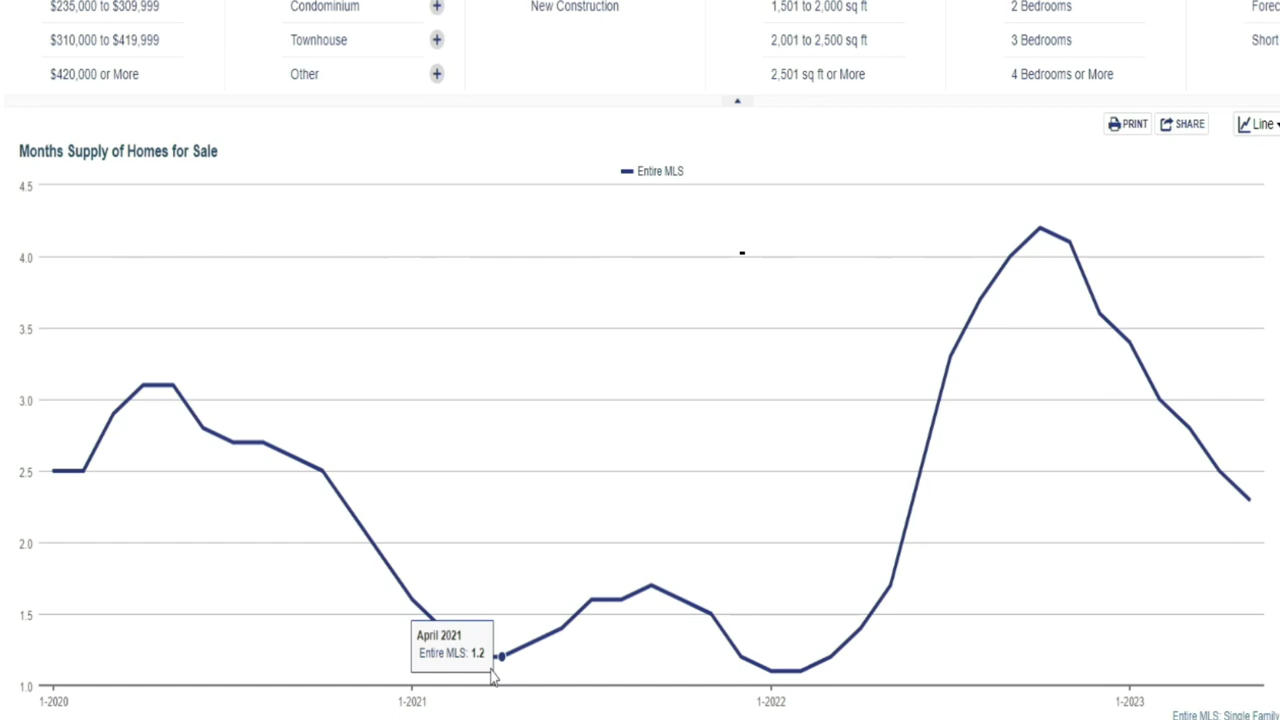 $235,000 to $309,999 Condominium + New Construction 1,501 to 2,000 sq ft 2 Bedrooms
$310,000 to $419,999 Townhouse + 2,001 to 2,500 sq ft 3 Bedrooms Short
$420,000 or More Other + 2,501 sq ft or More 4 Bedrooms or More
PRINT SHARE Line
Months Supply of Homes for Sale
Entire MLS
4.5
4.0
3.5
3.0
2.5
2.0
1.5
April 2021
Entire MLS: 1.2
1.0
1-2020 1-2021 1-2022 1-2023
Entire MLS: Single Family